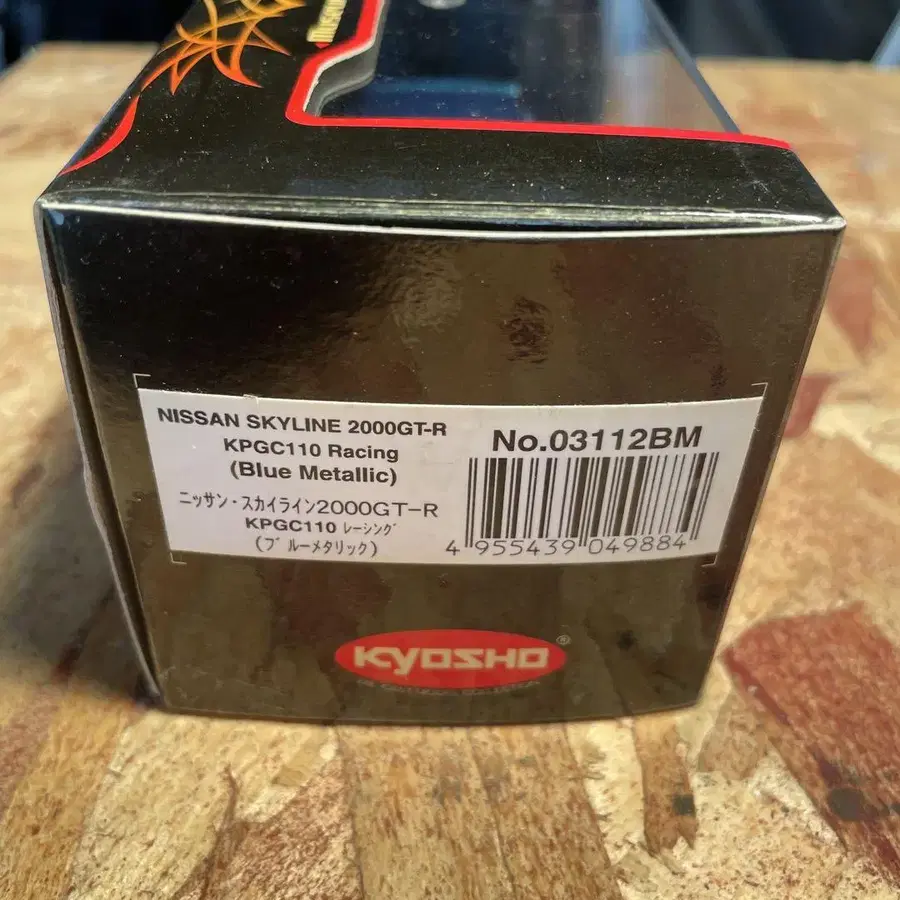 NISSAN SKYLINE 2000GT-R
KPGC110 Racing
(Blue Metallic)
ニッサン・スカイライン2000GT-R
KPGC110 レーシング
(ブルーメタリック)
No.03112BM
4 955439 049884
KYOSHO®